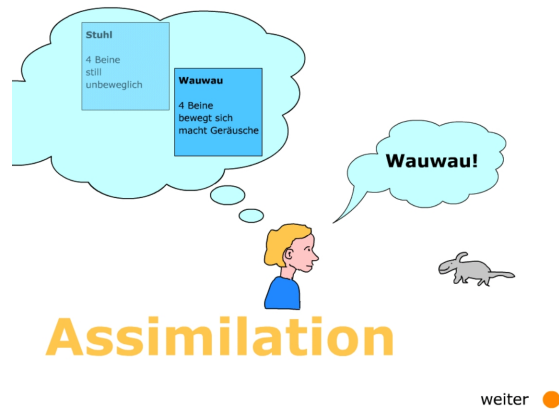 Stuhl
4 Beine
still
unbeweglich
Wauwau
4 Beine
bewegt sich
macht Geräusche
Wauwau!
Assimilation
weiter